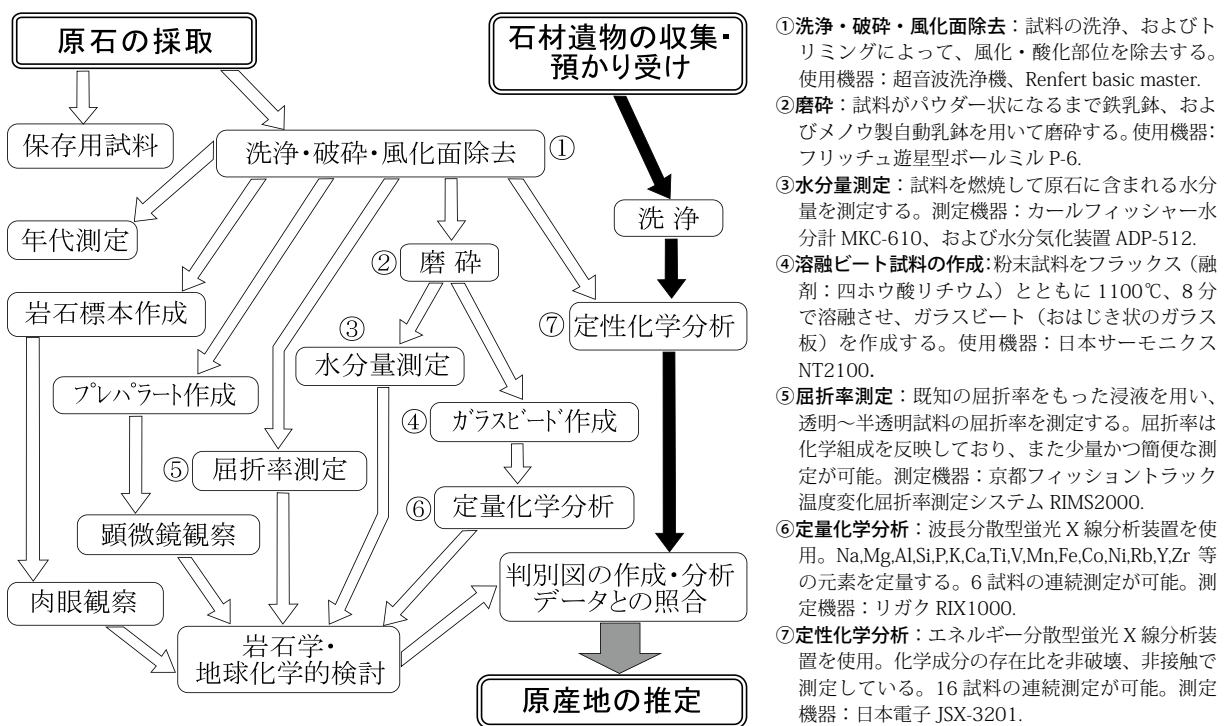 原石の採取
石材遺物の収集・
預かり受け
保存用試料
洗浄・破砕・風化面除去 ①
年代測定
洗 浄
② 磨 砕
岩石標本作成
③
水分量測定
⑦ 定性化学分析
プレパラート作成
④ ガラスビード作成
⑤ 屈折率測定
⑥ 定量化学分析
顕微鏡観察
肉眼観察
判別図の作成・分析
データとの照合
岩石学・
地球化学的検討
原産地の推定
①洗浄・破砕・風化面除去：試料の洗浄、およびト
リミングによって、風化・酸化部位を除去する。
使用機器：超音波洗浄機、Renfert basic master.
②磨砕：試料がパウダー状になるまで鉄乳鉢、およ
びメノウ製自動乳鉢を用いて磨砕する。使用機器：
フリッチュ遊星型ボールミル P-6.
③水分量測定：試料を燃焼して原石に含まれる水分
量を測定する。測定機器：カールフィッシャー水
分計 MKC-610、および水分気化装置 ADP-512.
④溶融ビート試料の作成：粉末試料をフラックス（融
剤：四ホウ酸リチウム）とともに 1100℃、8 分
で溶融させ、ガラスビート（おはじき状のガラス
板）を作成する。使用機器：日本サーモニクス
NT2100.
⑤屈折率測定：既知の屈折率をもった浸液を用い、
透明～半透明試料の屈折率を測定する。屈折率は
化学組成を反映しており、また少量かつ簡便な測
定が可能。測定機器：京都フィッショントラック
温度変化屈折率測定システム RIMS2000.
⑥定量化学分析：波長分散型蛍光 X 線分析装置を使
用。Na,Mg,Al,Si,P,K,Ca,Ti,V,Mn,Fe,Co,Ni,Rb,Y,Zr 等
の元素を定量する。6 試料の連続測定が可能。測
定機器：リガク RIX1000.
⑦定性化学分析：エネルギー分散型蛍光 X 線分析装
置を使用。化学成分の存在比を非破壊、非接触で
測定している。16 試料の連続測定が可能。測定
機器：日本電子 JSX-3201.